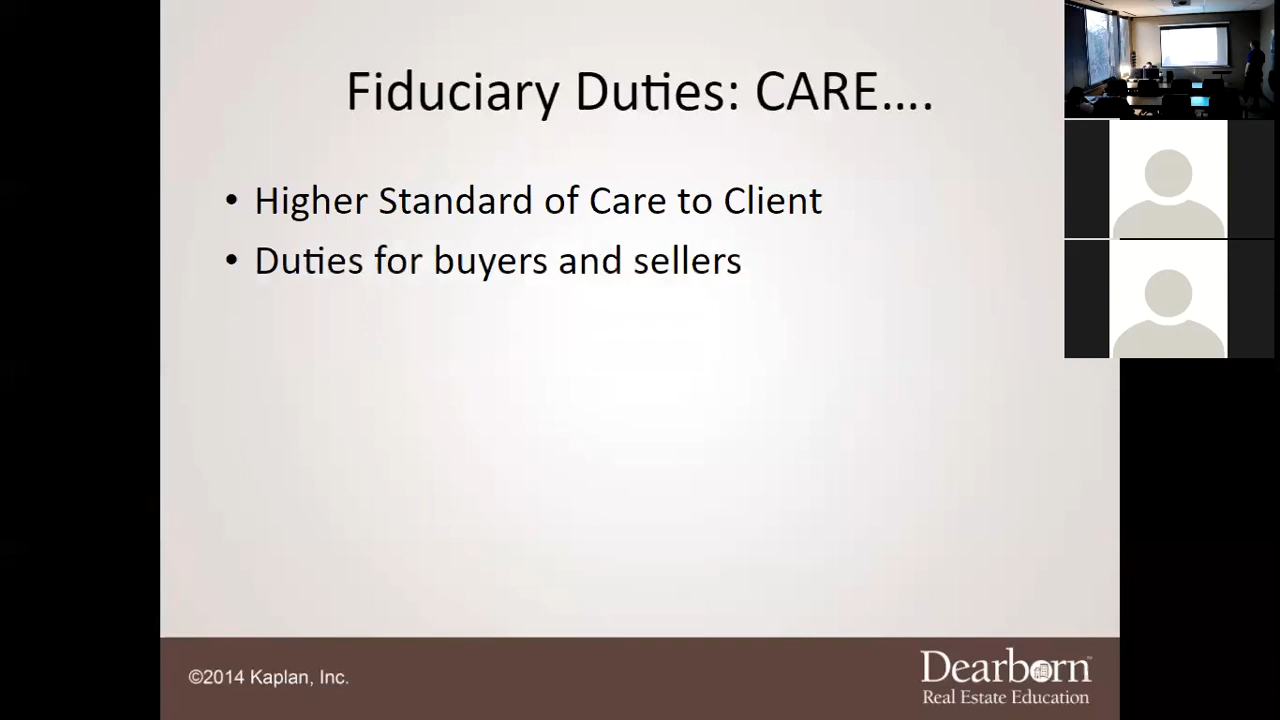 Fiduciary Duties: CARE....
• Higher Standard of Care to Client
• Duties for buyers and sellers
©2014 Kaplan, Inc.
Dearborn™
Real Estate Education